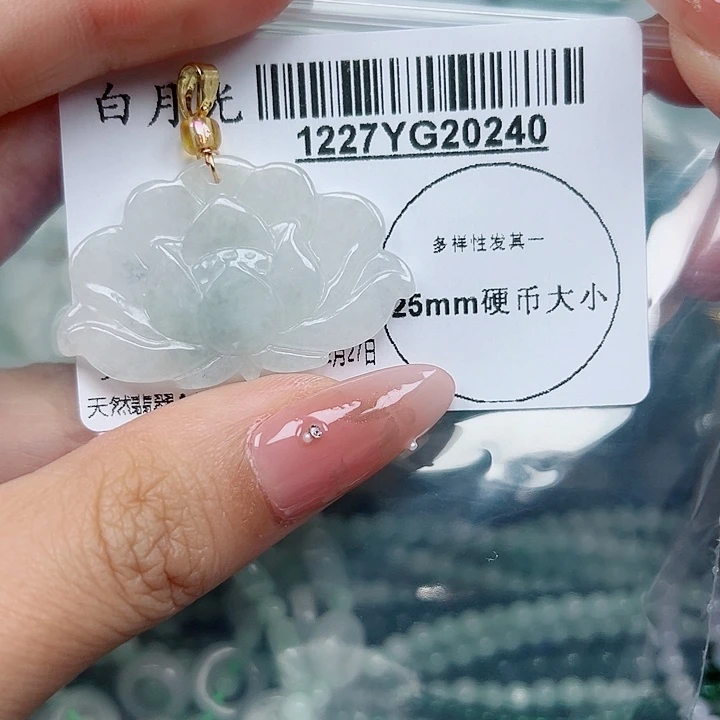 白月光
1227YG20240
多样性发其一
25mm硬币大小
月27日
天然翡翠A